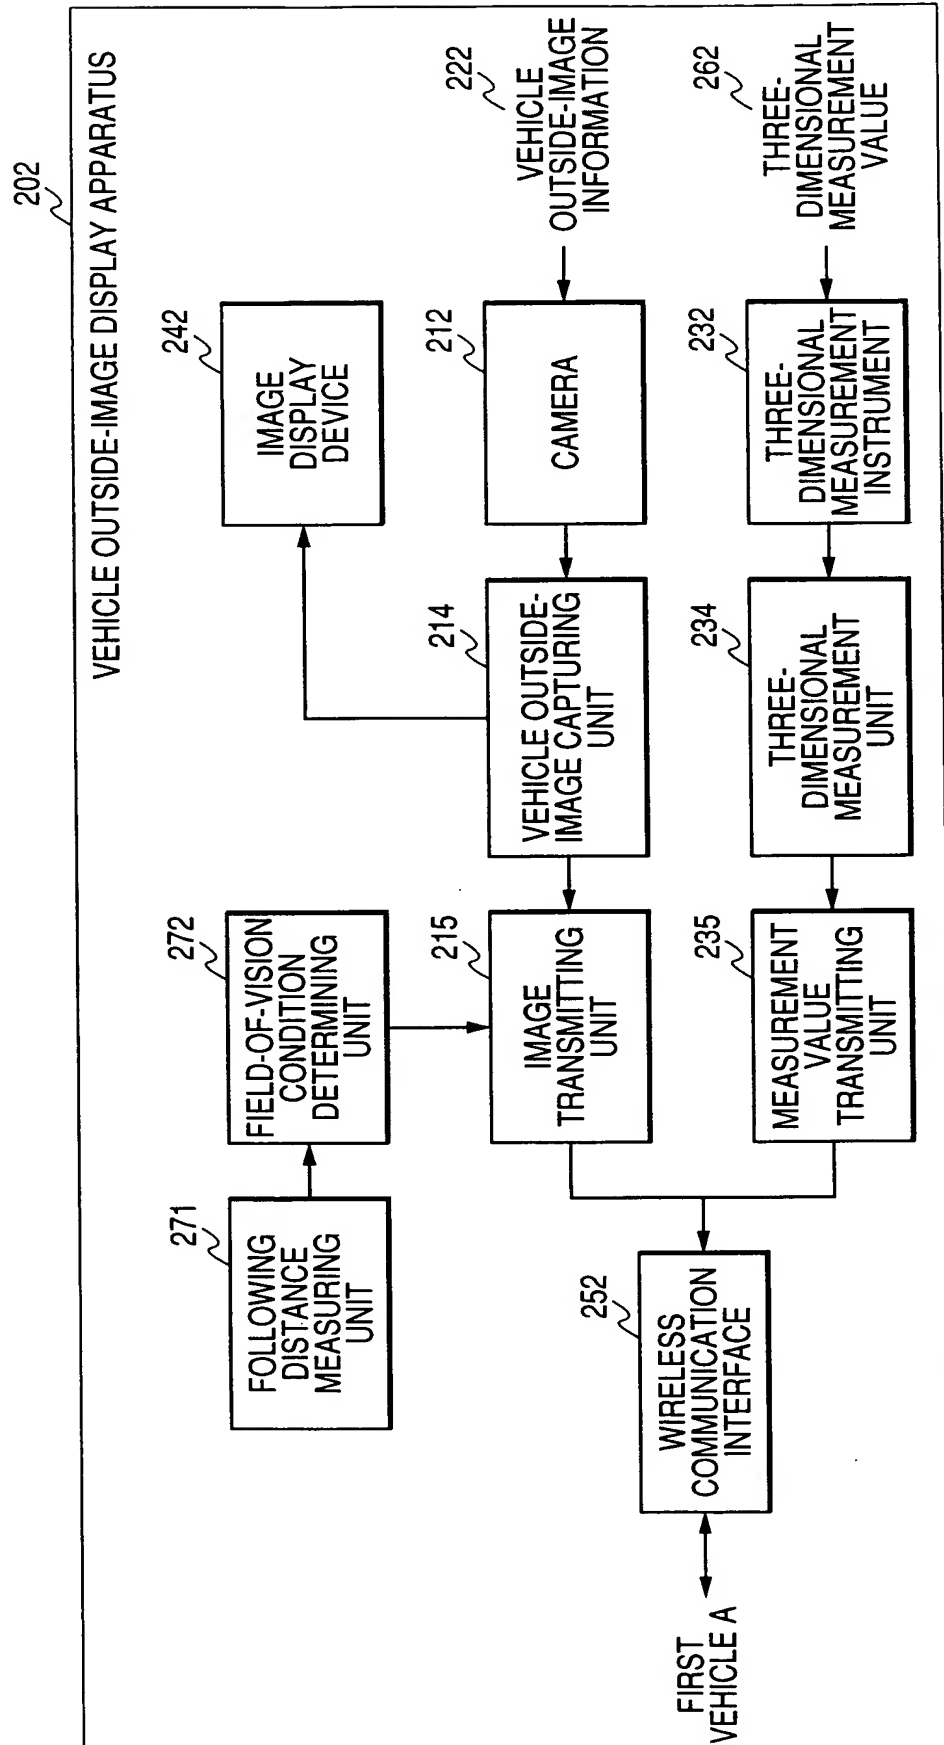 202
VEHICLE OUTSIDE-IMAGE DISPLAY APPARATUS
271
FOLLOWING
DISTANCE
MEASURING
UNIT
272
FIELD-OF-VISION
CONDITION
DETERMINING
UNIT
242
IMAGE
DISPLAY
DEVICE
215
IMAGE
TRANSMITTING
UNIT
214
VEHICLE OUTSIDE-
IMAGE CAPTURING
UNIT
212
CAMERA
222
VEHICLE
OUTSIDE-IMAGE
INFORMATION
FIRST
VEHICLE A
252
WIRELESS
COMMUNICATION
INTERFACE
235
MEASUREMENT
VALUE
TRANSMITTING
UNIT
234
THREE-
DIMENSIONAL
MEASUREMENT
UNIT
232
THREE-
DIMENSIONAL
MEASUREMENT
INSTRUMENT
262
THREE-
DIMENSIONAL
MEASUREMENT
VALUE